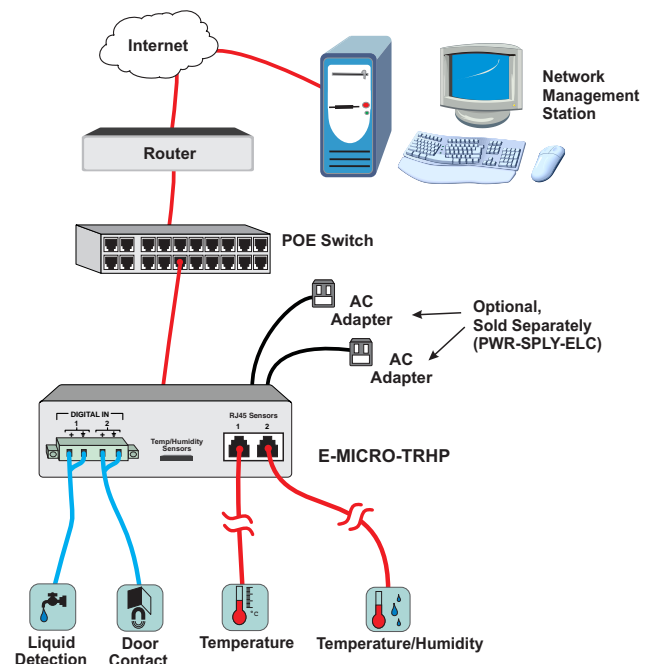 Internet
Network
Management
Station
Router
POE Switch
AC
Adapter
Optional,
Sold Separately
(PWR-SPLY-ELC)
AC
Adapter
DIGITAL IN
1 2
+ +
Temp/Humidity
Sensors
RJ45 Sensors
1 2
E-MICRO-TRHP
°C
Liquid
Detection
Door
Contact
Temperature
Temperature/Humidity